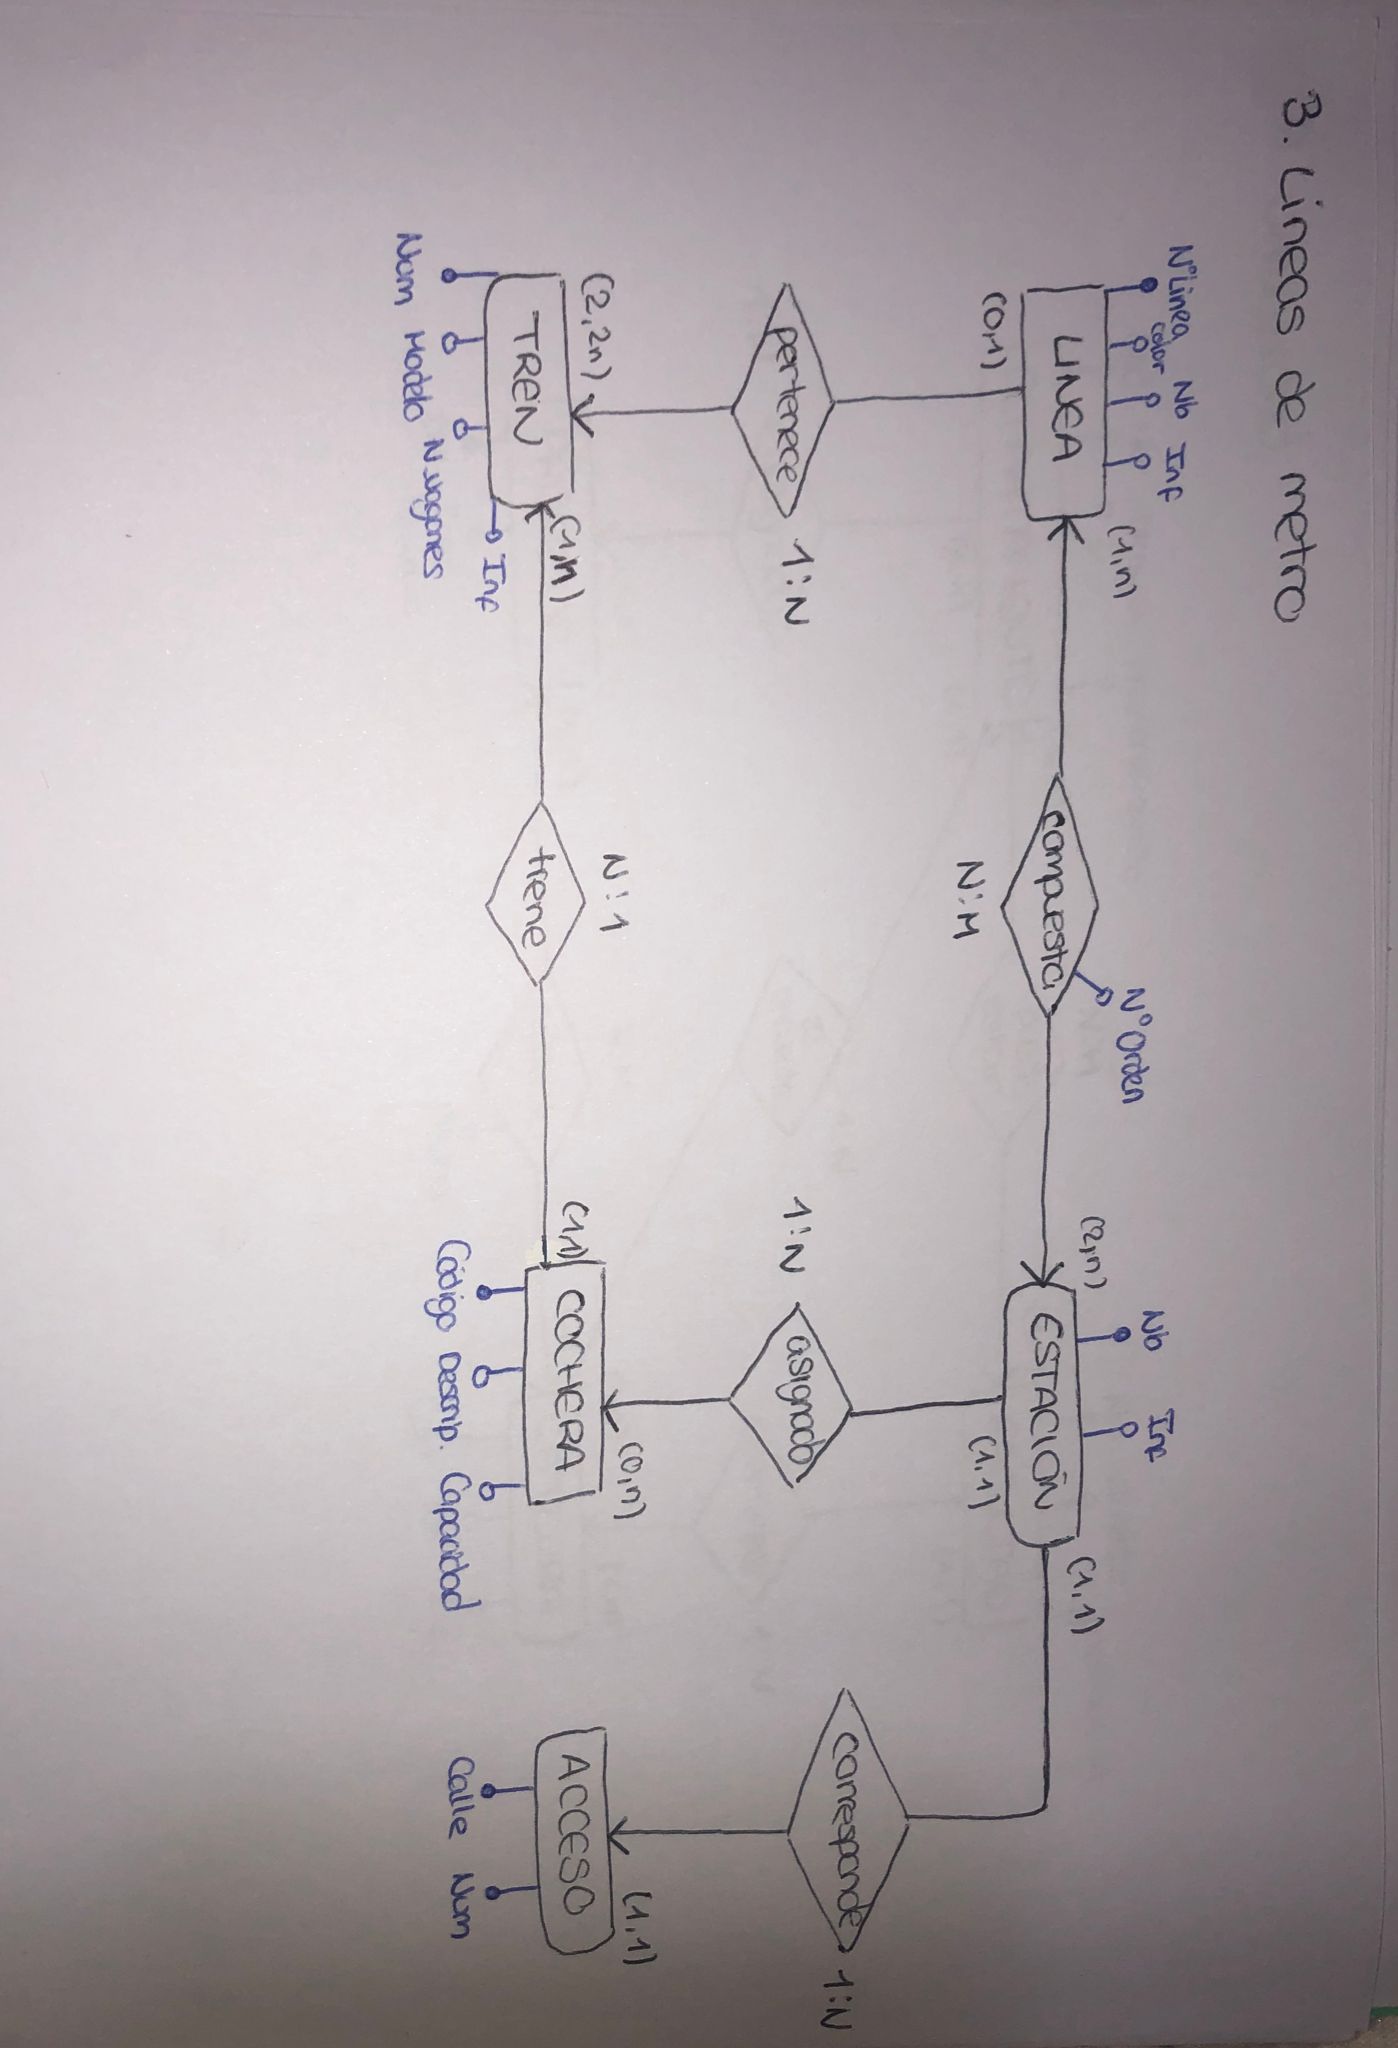 3. Lineas de metro
NºLinea color Nb Inf
LINEA
(1,n)
compuesta
NºOrden
N:M
(2,n)
Nb Inf
ESTACIÓN
(1,1)
(0,1)
(1,1)
pertenece
1:N
1:N
asignado
corresponde
1:N
(2,2n)
TREN
(1,n)
N:1
tiene
(1,1)
COCHERA
(0,n)
ACCESO
(1,1)
Num Modelo N_vagones Inf
Código Descrip. Capacidad
Calle Num